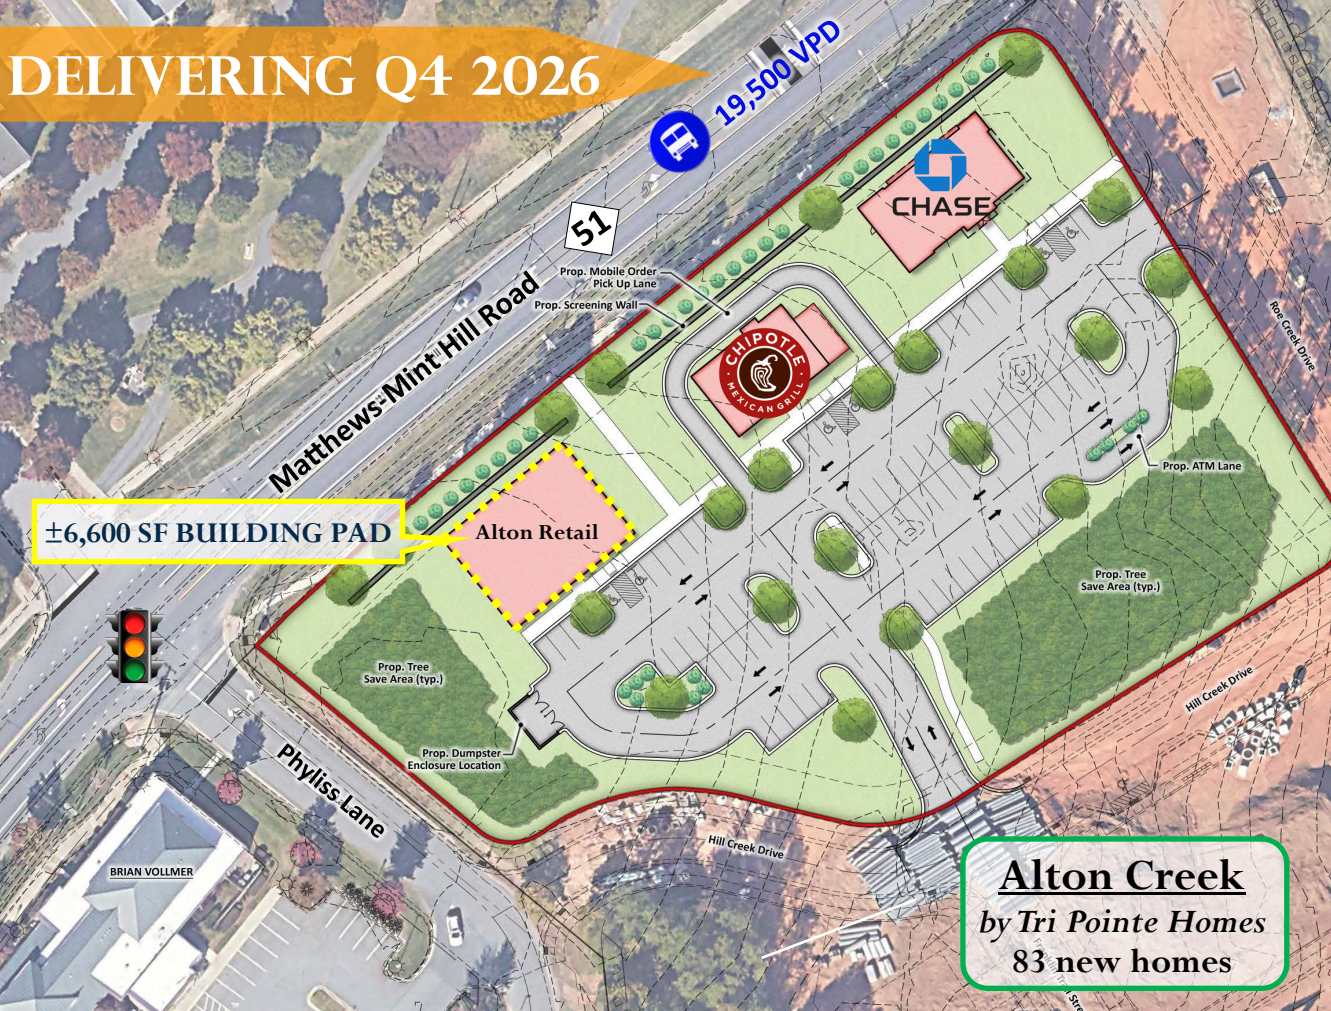 DELIVERING Q4 2026
19,500 VPD
CHASE
51
Prop. Mobile Order
Pick Up Lane
Prop. Screening Wall
Matthews-Mint Hill Road
CHIPOTLE
MEXICAN GRILL
Roe Creek Drive
Prop. ATM Lane
±6,600 SF BUILDING PAD
Alton Retail
Prop. Tree
Save Area (typ.)
Prop. Tree
Save Area (typ.)
Hill Creek Drive
Prop. Dumpster
Enclosure Location
Phyliss Lane
Hill Creek Drive
BRIAN VOLLMER
Alton Creek
by Tri Pointe Homes
83 new homes